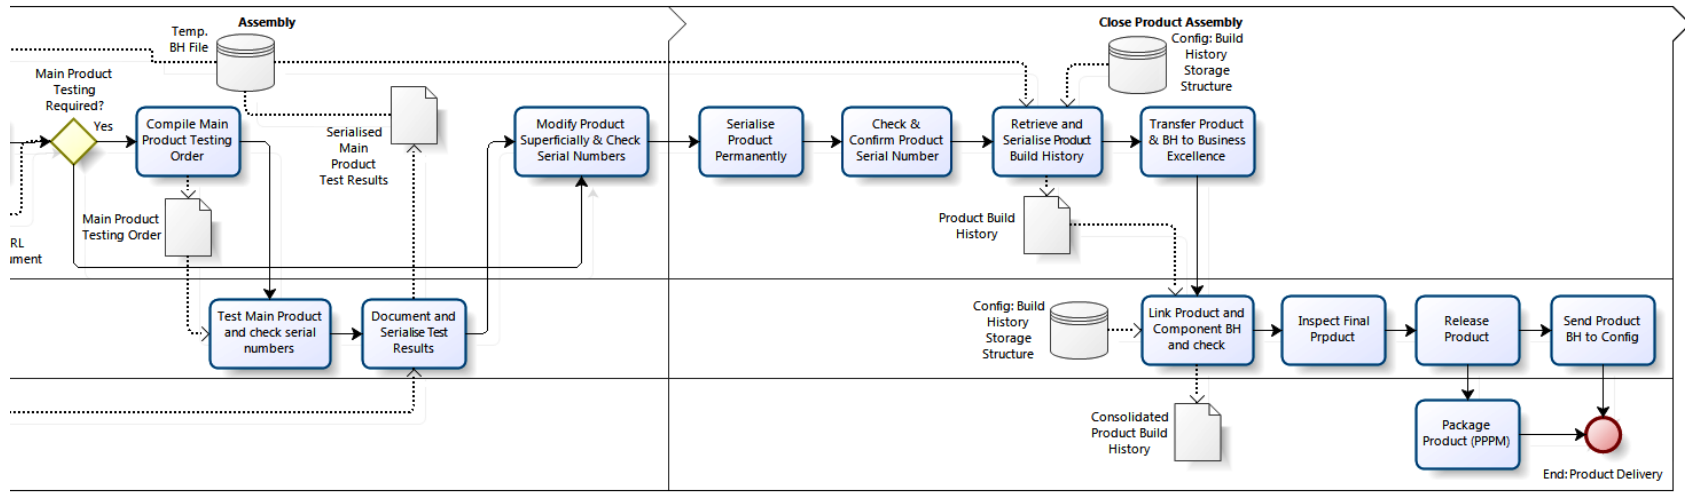 Assembly
Close Product Assembly
Temp.
BH File
Config: Build
History
Storage
Structure
Main Product
Testing
Required?
Yes
Compile Main
Product Testing
Order
Serialised
Main
Product
Test Results
Modify Product
Superficially & Check
Serial Numbers
Serialise
Product
Permanently
Check &
Confirm Product
Serial Number
Retrieve and
Serialise Product
Build History
Transfer Product
& BH to Business
Excellence
Main Product
Testing Order
Product Build
History
RL
ument
Test Main Product
and check serial
numbers
Document and
Serialise Test
Results
Config: Build
History
Storage
Structure
Link Product and
Component BH
and check
Inspect Final
Prpduct
Release
Product
Send Product
BH to Config
Consolidated
Product Build
History
Package
Product (PPPM)
End: Product Delivery